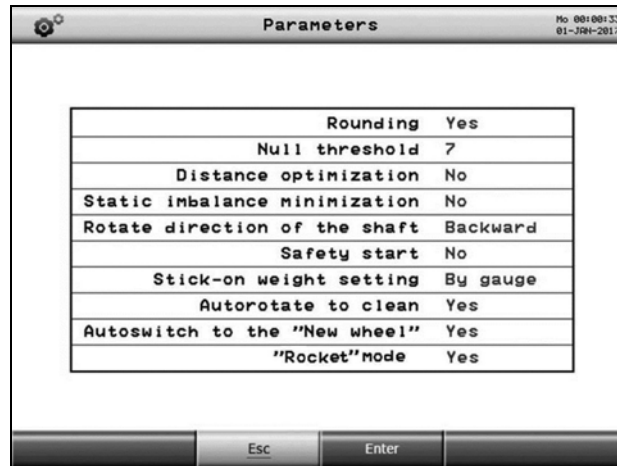 Parameters
Mo 00:00:33
01-JAN-2017
Rounding Yes
Null threshold 7
Distance optimization No
Static imbalance minimization No
Rotate direction of the shaft Backward
Safety start No
Stick-on weight setting By gauge
Autorotate to clean Yes
Autoswitch to the "New wheel" Yes
"Rocket"mode Yes
Esc Enter